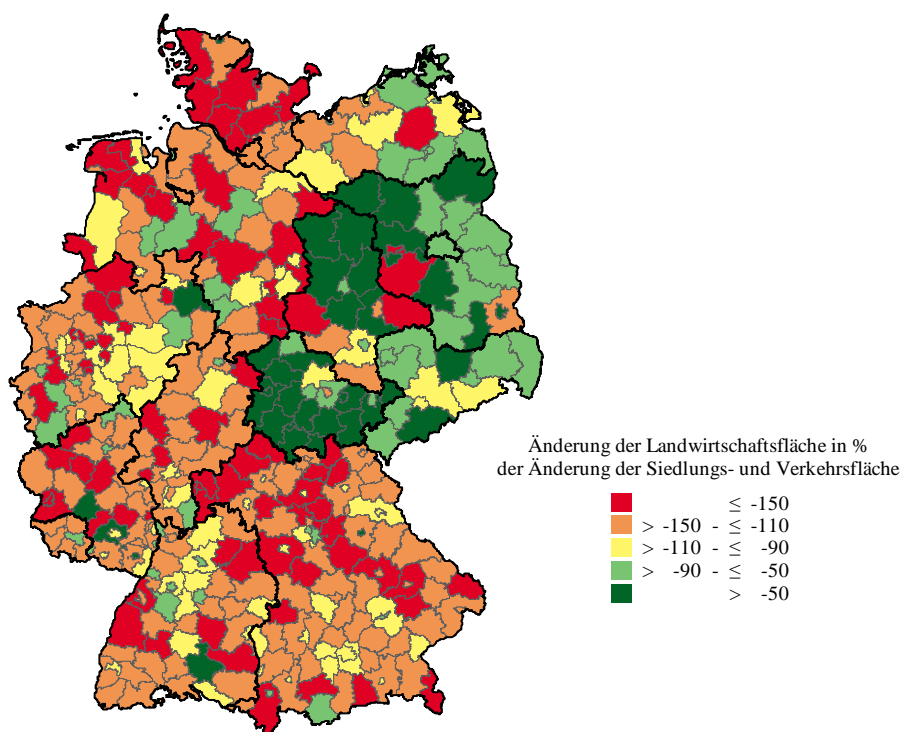 Änderung der Landwirtschaftsfläche in %
der Änderung der Siedlungs- und Verkehrsfläche
≤ -150
> -150 - ≤ -110
> -110 - ≤ -90
> -90 - ≤ -50
> -50